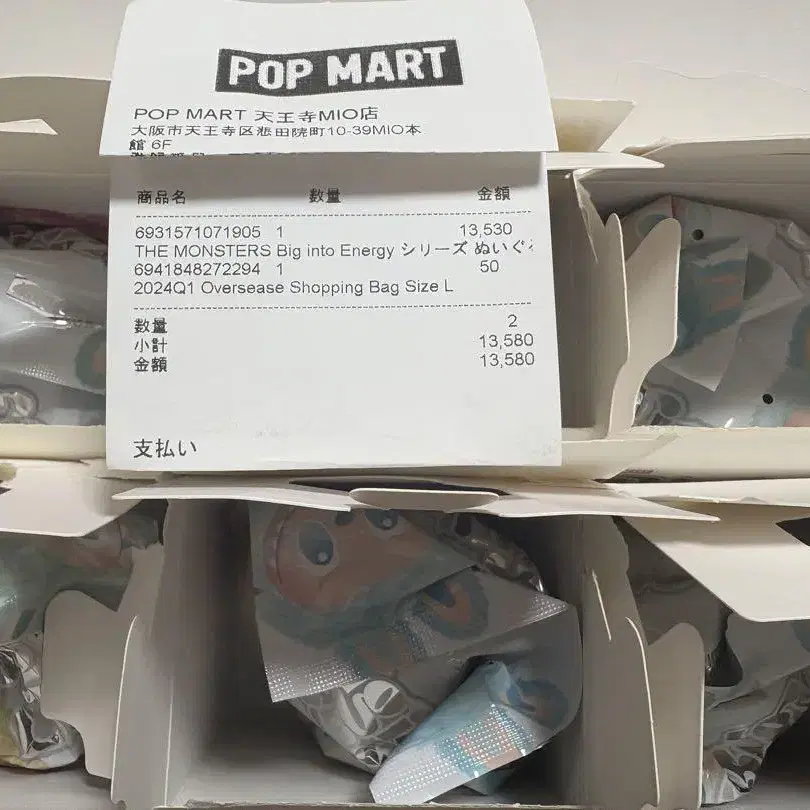 POP MART
POP MART 天王寺MIO店
大阪市天王寺区悲田院町10-39MIO本
館 6F
商品名 数量 金額
6931571071905 1 13,530
THE MONSTERS Big into Energy シリーズ ぬいぐ
6941848272294 1 50
2024Q1 Oversease Shopping Bag Size L
数量 2
小計 13,580
金額 13,580
支払い